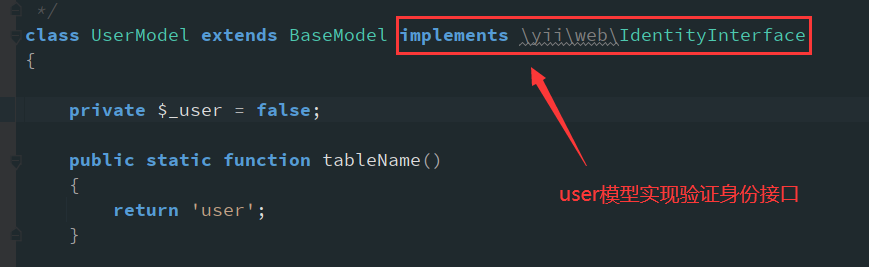 */
class UserModel extends BaseModel implements \yii\web\IdentityInterface
{
private $_user = false;
public static function tableName()
{
return 'user';
}
user模型实现验证身份接口